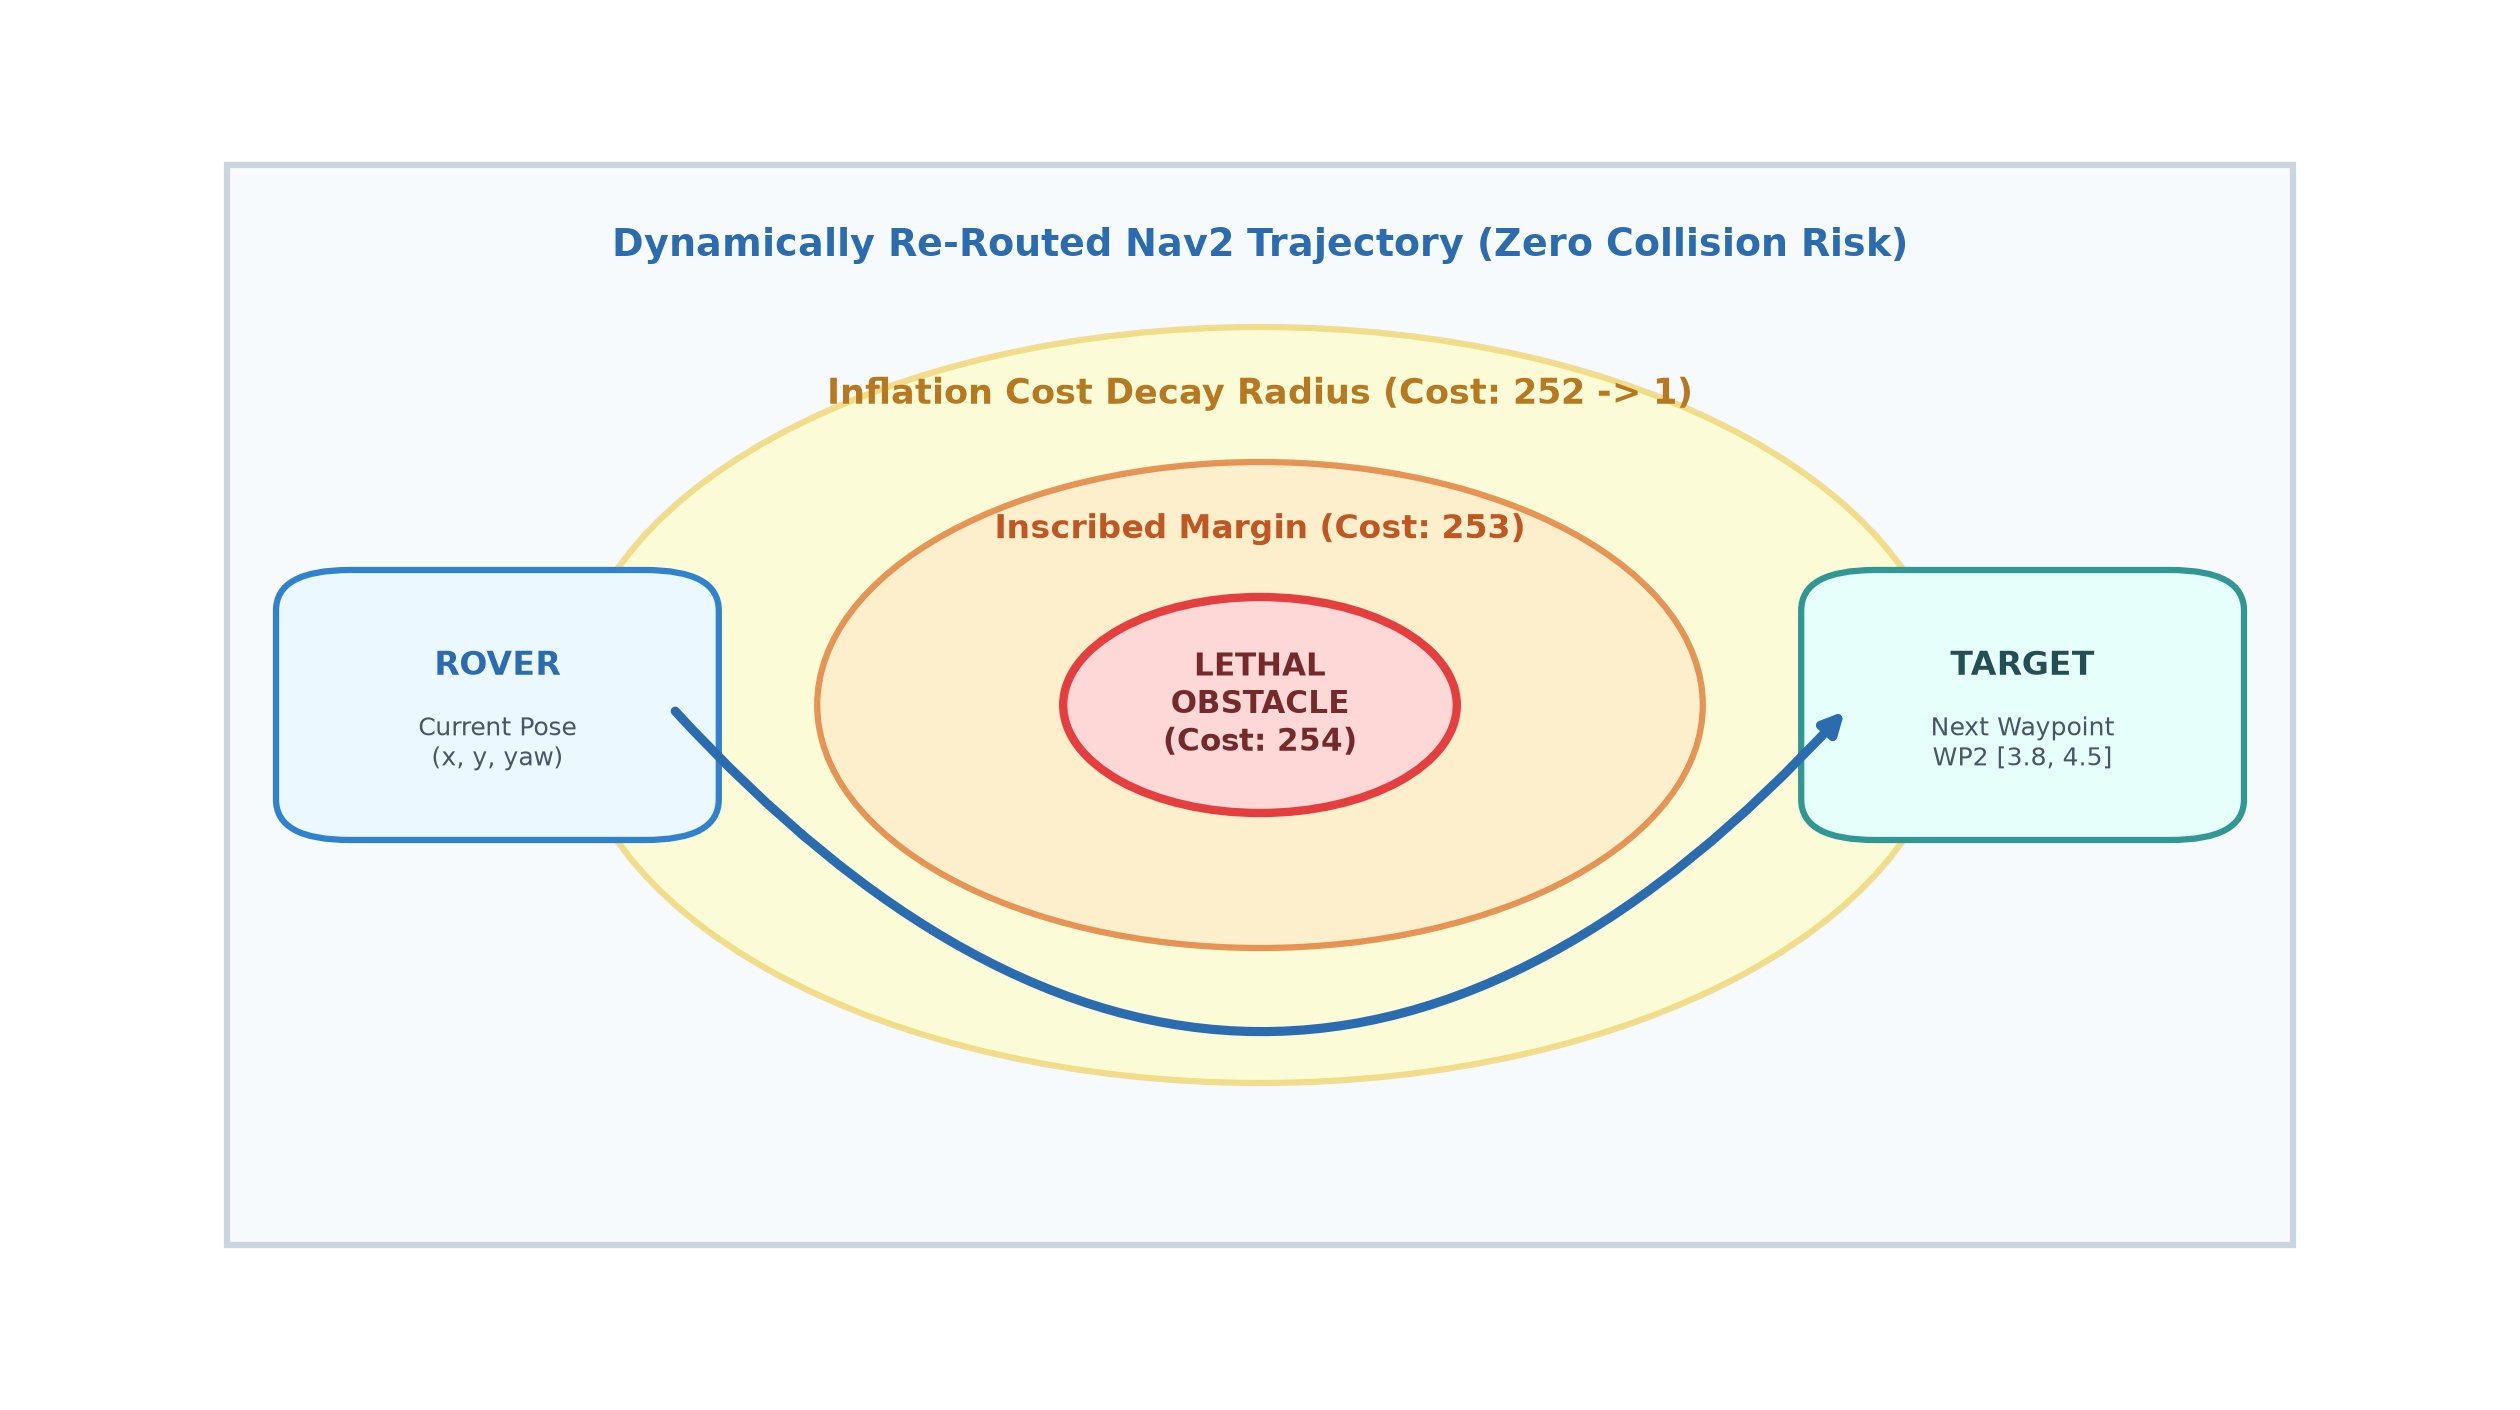 Dynamically Re-Routed Nav2 Trajectory (Zero Collision Risk)
Inflation Cost Decay Radius (Cost: 252 -> 1)
Inscribed Margin (Cost: 253)
ROVER
Current Pose
(x, y, yaw)
LETHAL
OBSTACLE
(Cost: 254)
TARGET
Next Waypoint
WP2 [3.8, 4.5]